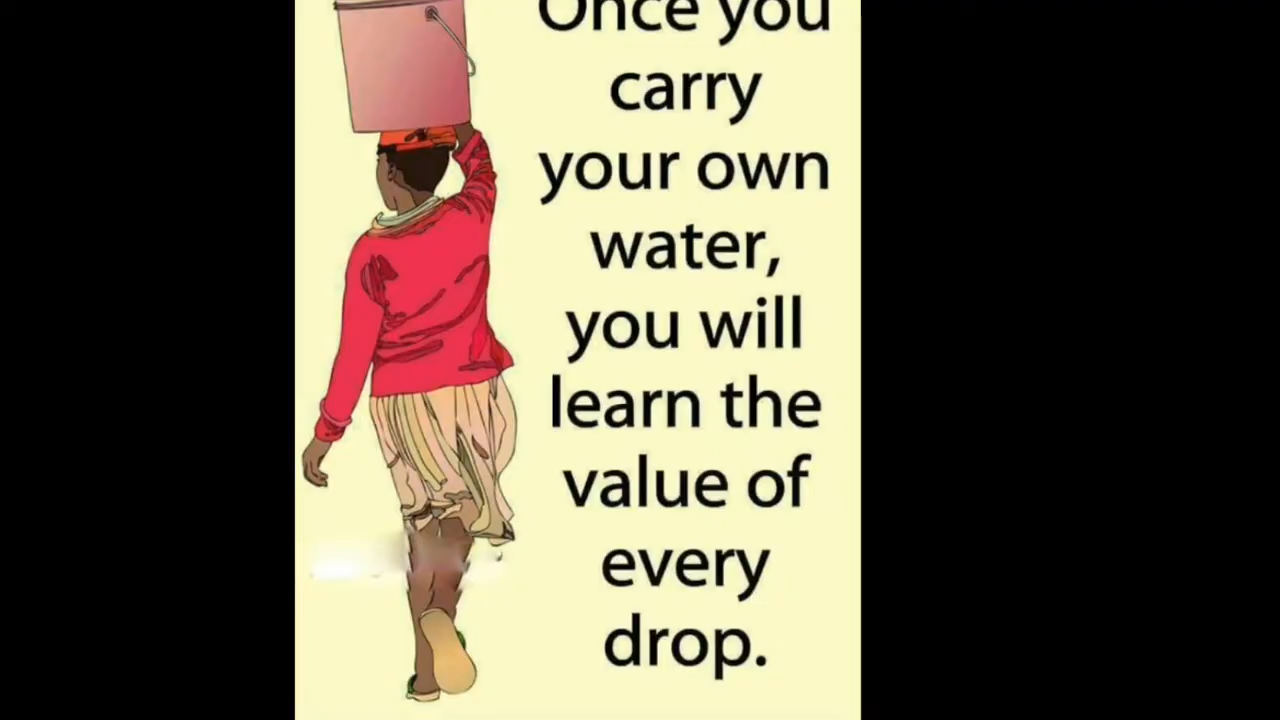 Once you
carry
your own
water,
you will
learn the
value of
every
drop.